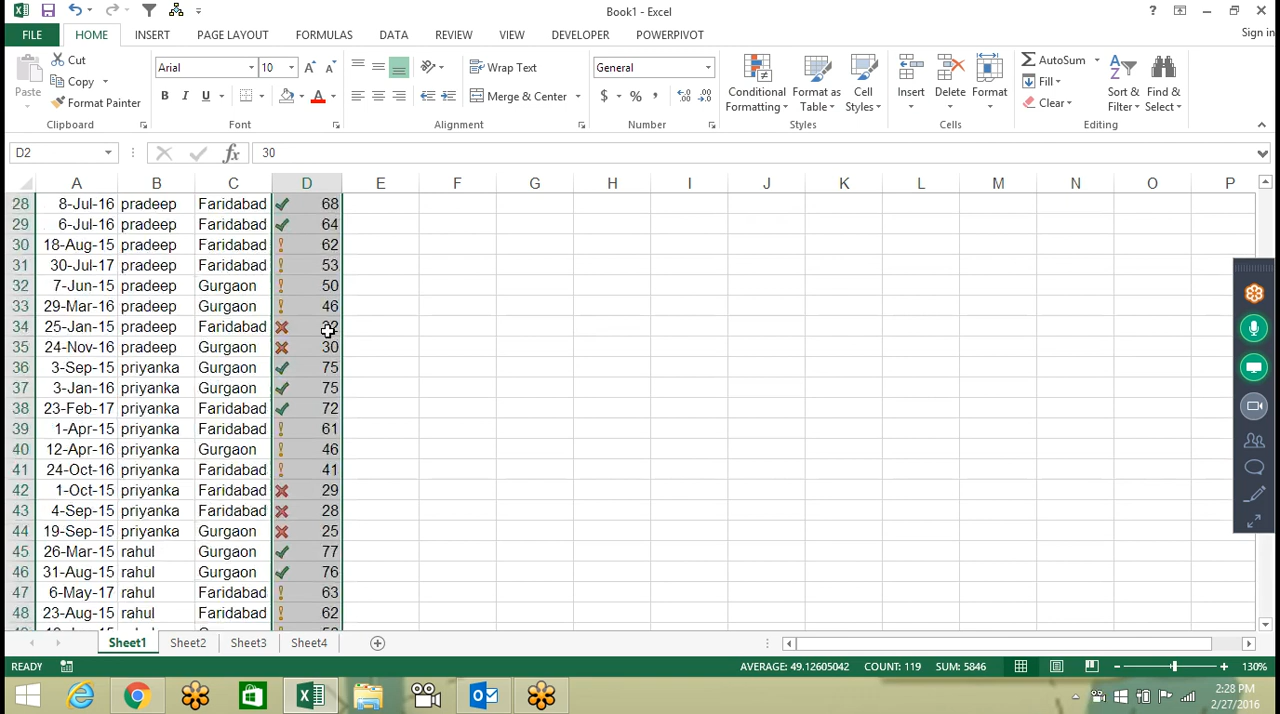 Book1 - Excel
?
FILE HOME INSERT PAGE LAYOUT FORMULAS DATA REVIEW VIEW DEVELOPER POWERPIVOT Sign in
Paste Cut Copy Format Painter Clipboard
Arial 10 A A B I U A Font
Wrap Text Merge & Center Alignment
General $ % , Number
Conditional Formatting Format as Table Cell Styles Styles
Insert Delete Format Cells
AutoSum Fill Clear Sort & Filter Find & Select Editing
D2 fx 30
A B C D E F G H I J K L M N O P
28 8-Jul-16 pradeep Faridabad 68
29 6-Jul-16 pradeep Faridabad 64
30 18-Aug-15 pradeep Faridabad 62
31 30-Jul-17 pradeep Faridabad 53
32 7-Jun-15 pradeep Gurgaon 50
33 29-Mar-16 pradeep Gurgaon 46
34 25-Jan-15 pradeep Faridabad
35 24-Nov-16 pradeep Gurgaon 30
36 3-Sep-15 priyanka Gurgaon 75
37 3-Jan-16 priyanka Gurgaon 75
38 23-Feb-17 priyanka Faridabad 72
39 1-Apr-15 priyanka Faridabad 61
40 12-Apr-16 priyanka Gurgaon 46
41 24-Oct-16 priyanka Faridabad 41
42 1-Oct-15 priyanka Faridabad 29
43 4-Sep-15 priyanka Faridabad 28
44 19-Sep-15 priyanka Gurgaon 25
45 26-Mar-15 rahul Gurgaon 77
46 31-Aug-15 rahul Gurgaon 76
47 6-May-17 rahul Faridabad 63
48 23-Aug-15 rahul Faridabad 62
Sheet1 Sheet2 Sheet3 Sheet4
READY AVERAGE: 49.12605042 COUNT: 119 SUM: 5846 130%
2:28 PM
2/27/2016